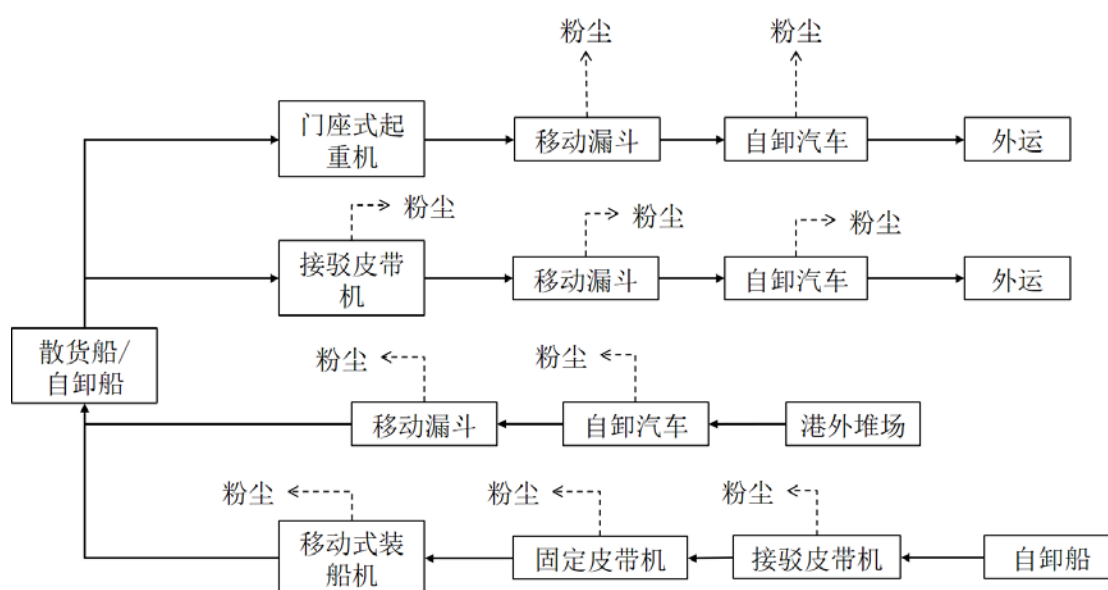 粉尘
粉尘
门座式起
重机
移动漏斗
自卸汽车
外运
粉尘
粉尘
粉尘
接驳皮带
机
移动漏斗
自卸汽车
外运
散货船/
自卸船
粉尘
粉尘
移动漏斗
自卸汽车
港外堆场
粉尘
粉尘
粉尘
移动式装
船机
固定皮带机
接驳皮带机
自卸船